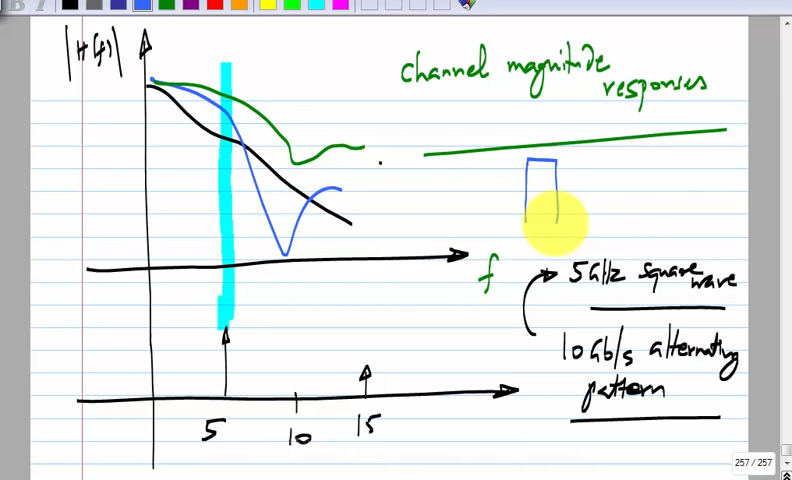 |H(f)|
channel magnitude
responses
f
5GHz square
wave
10Gb/s alternating
pattern
5
10
15
257 / 257